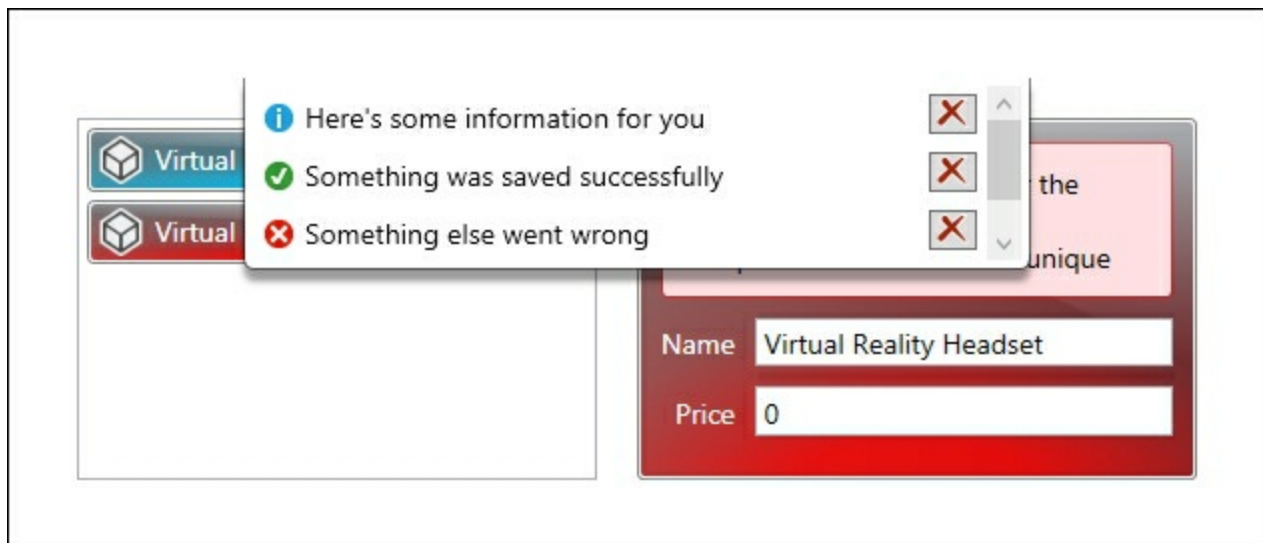 Here's some information for you
Virtual
Something was saved successfully
the
Virtual
Something else went wrong
unique
Name Virtual Reality Headset
Price 0